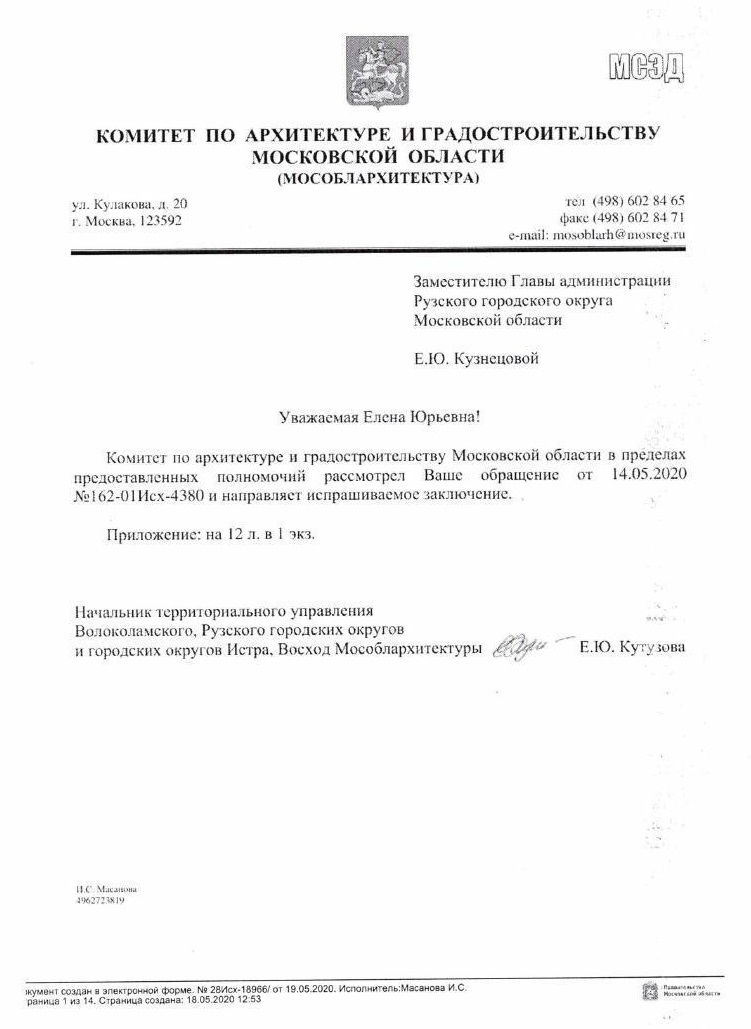 МСЭД
КОМИТЕТ ПО АРХИТЕКТУРЕ И ГРАДОСТРОИТЕЛЬСТВУ
МОСКОВСКОЙ ОБЛАСТИ
(МОСОБЛАРХИТЕКТУРА)
ул. Кулакова, д. 20
г. Москва, 123592
тел (498) 602 84 65
факс (498) 602 84 71
e-mail: mosoblarh@mosreg.ru
Заместителю Главы администрации
Рузского городского округа
Московской области
Е.Ю. Кузнецовой
Уважаемая Елена Юрьевна!
Комитет по архитектуре и градостроительству Московской области в пределах
предоставленных полномочий рассмотрел Ваше обращение от 14.05.2020
№162-01Исх-4380 и направляет испрашиваемое заключение.
Приложение: на 12 л. в 1 экз.
Начальник территориального управления
Волоколамского, Рузского городских округов
и городских округов Истра, Восход Мособлархитектуры Е.Ю. Кутузова
И.С. Масанова
4962723819
кумент создан в электронной форме. № 28Исх-18966/ от 19.05.2020. Исполнитель:Масанова И.С.
раница 1 из 14. Страница создана: 18.05.2020 12:53
Правительство
Московской области